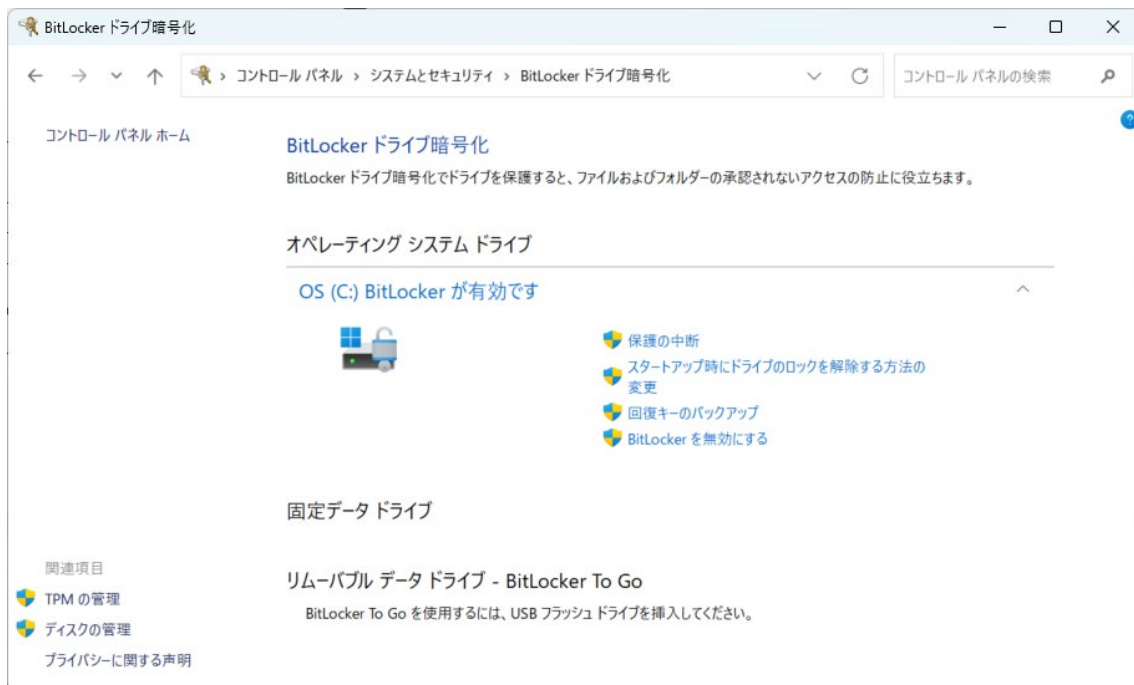 BitLocker ドライブ暗号化
コントロール パネル › システムとセキュリティ › BitLocker ドライブ暗号化
コントロール パネルの検索
コントロール パネル ホーム
BitLocker ドライブ暗号化
BitLocker ドライブ暗号化でドライブを保護すると、ファイルおよびフォルダーの承認されないアクセスの防止に役立ちます。
オペレーティング システム ドライブ
OS (C:) BitLocker が有効です
保護の中断
スタートアップ時にドライブのロックを解除する方法の
変更
回復キーのバックアップ
BitLocker を無効にする
固定データ ドライブ
リムーバブル データ ドライブ - BitLocker To Go
BitLocker To Go を使用するには、USB フラッシュ ドライブを挿入してください。
関連項目
TPM の管理
ディスクの管理
プライバシーに関する声明